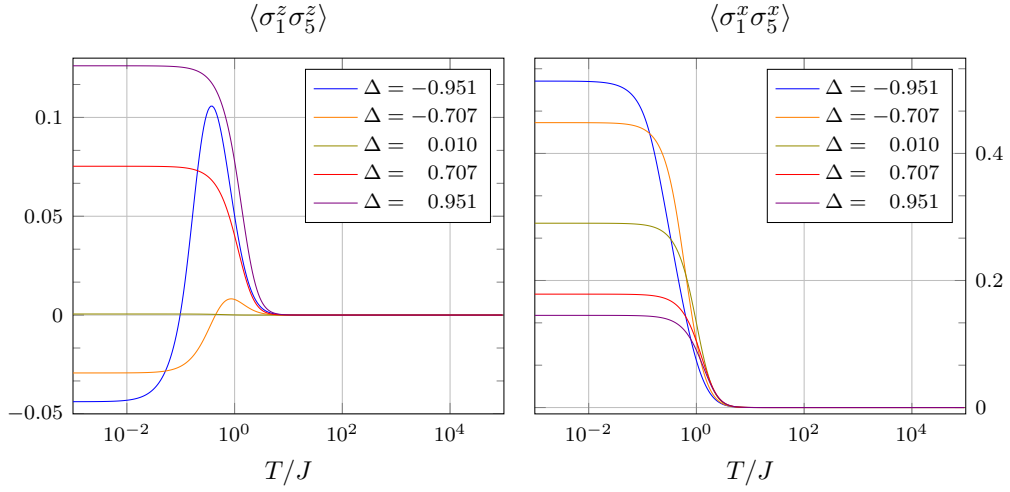 ⟨σ₁ᶻσ₅ᶻ⟩
0.1
0.05
0
−0.05
10⁻² 10⁰ 10² 10⁴
T/J
Δ = −0.951
Δ = −0.707
Δ = 0.010
Δ = 0.707
Δ = 0.951
⟨σ₁ˣσ₅ˣ⟩
0.4
0.2
0
10⁻² 10⁰ 10² 10⁴
T/J
Δ = −0.951
Δ = −0.707
Δ = 0.010
Δ = 0.707
Δ = 0.951